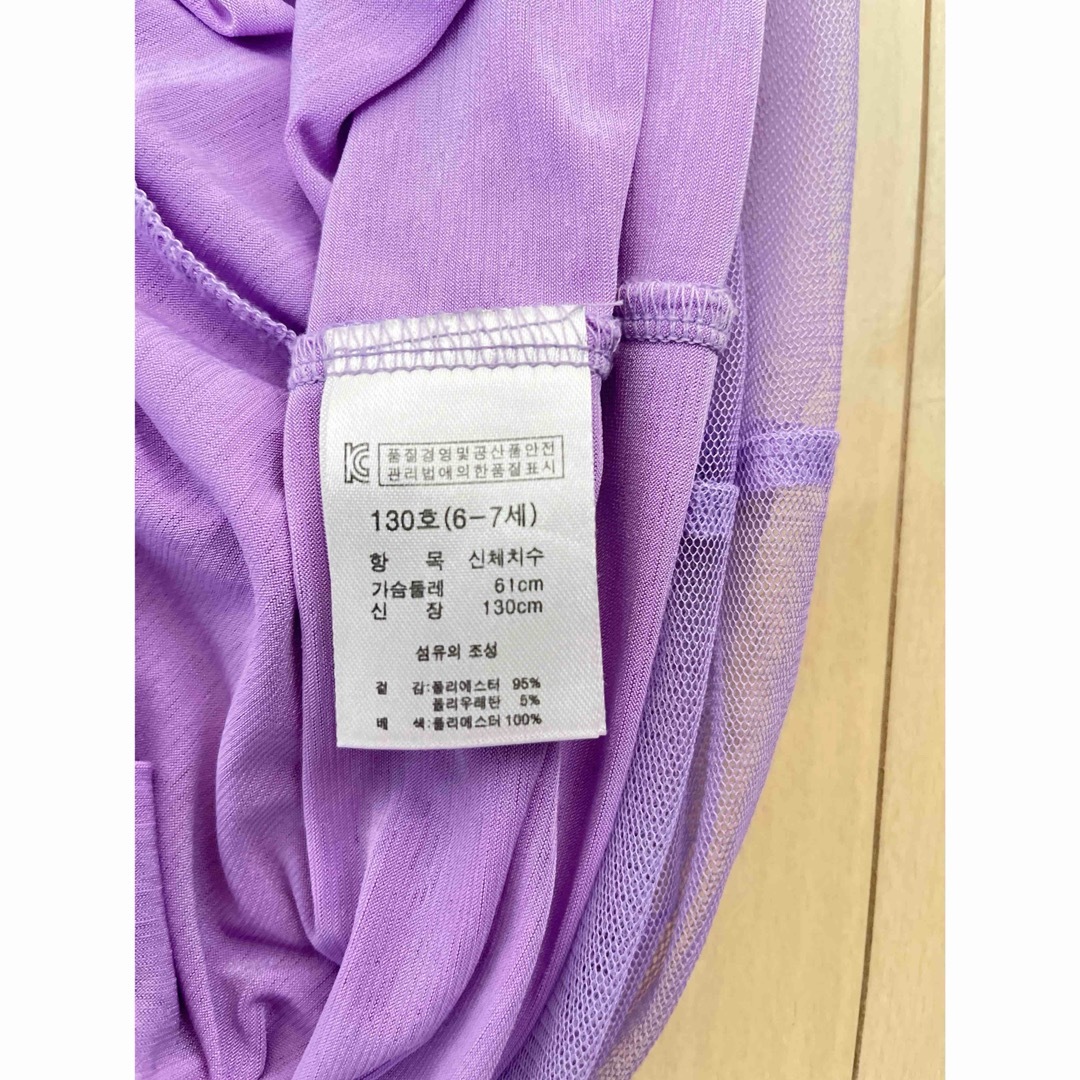 품질경영및공산품안전
관리법에의한품질표시
130호(6-7세)
항 목 신체치수
가슴둘레 61cm
신 장 130cm
섬유의 조성
겉 감:폴리에스터 95%
폴리우레탄 5%
배 색:폴리에스터 100%